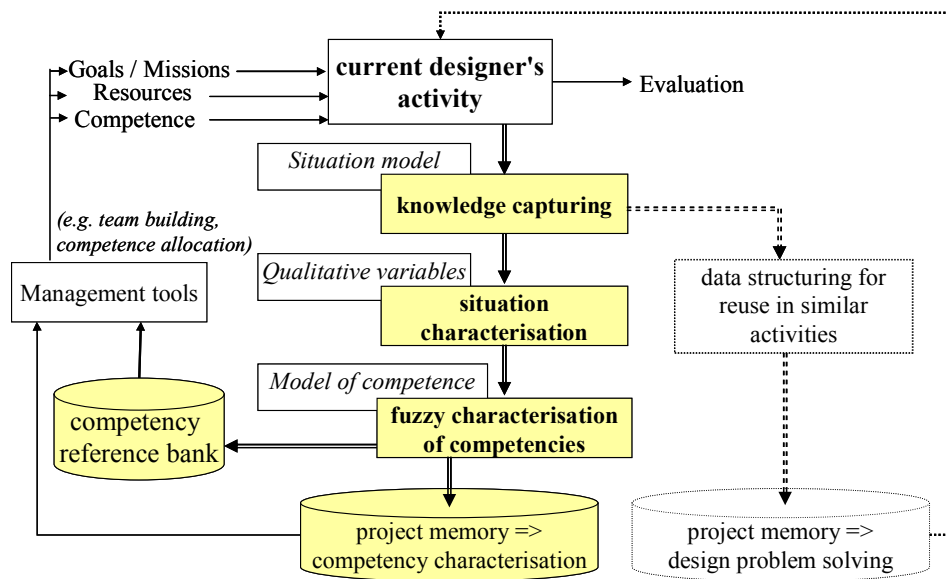 Goals / Missions
Resources
Competence
current designer's
activity
Evaluation
Situation model
knowledge capturing
(e.g. team building,
competence allocation)
Management tools
Qualitative variables
situation
characterisation
data structuring for
reuse in similar
activities
Model of competence
fuzzy characterisation
of competencies
competency
reference bank
project memory =>
competency characterisation
project memory =>
design problem solving